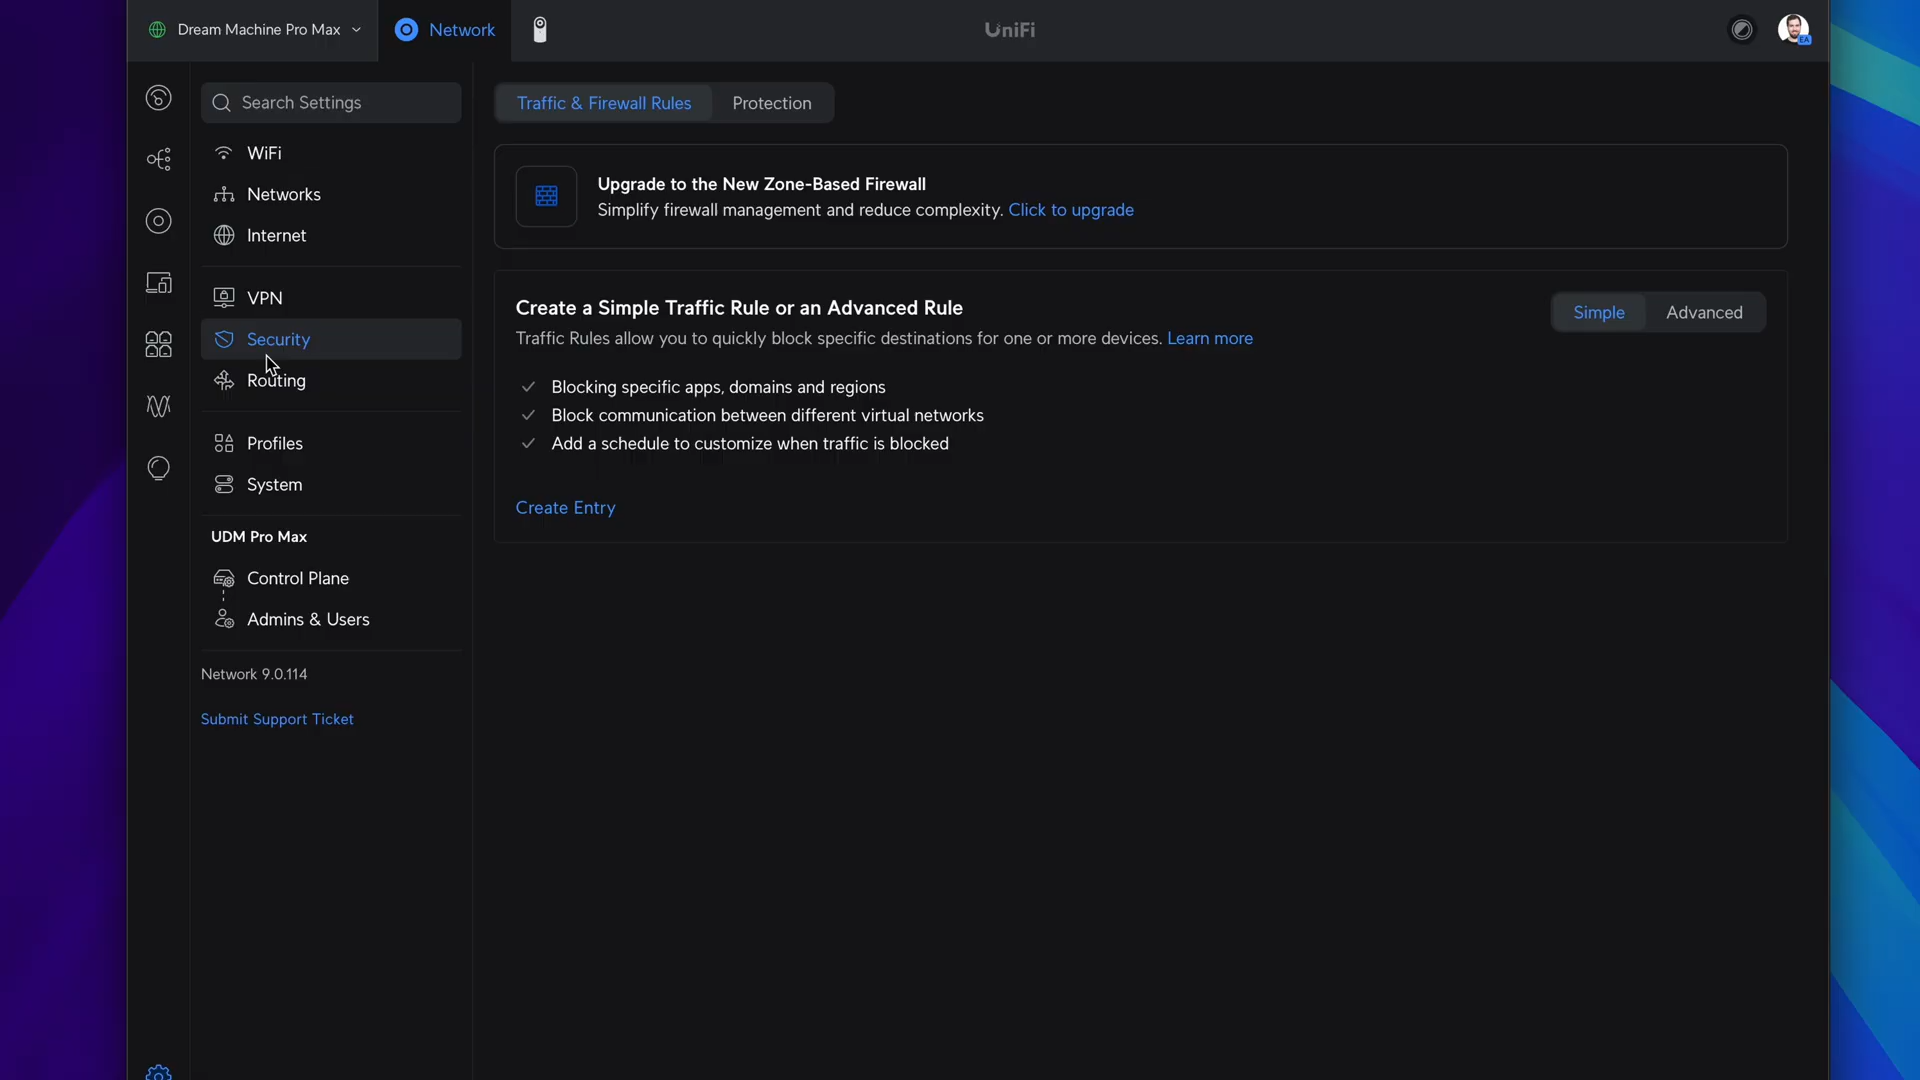 Dream Machine Pro Max
Network
UniFi
EA
Search Settings
WiFi
Networks
Internet
VPN
Security
Routing
Profiles
System
UDM Pro Max
Control Plane
Admins & Users
Network 9.0.114
Submit Support Ticket
Traffic & Firewall Rules
Protection
Upgrade to the New Zone-Based Firewall
Simplify firewall management and reduce complexity. Click to upgrade
Create a Simple Traffic Rule or an Advanced Rule
Simple
Advanced
Traffic Rules allow you to quickly block specific destinations for one or more devices. Learn more
Blocking specific apps, domains and regions
Block communication between different virtual networks
Add a schedule to customize when traffic is blocked
Create Entry